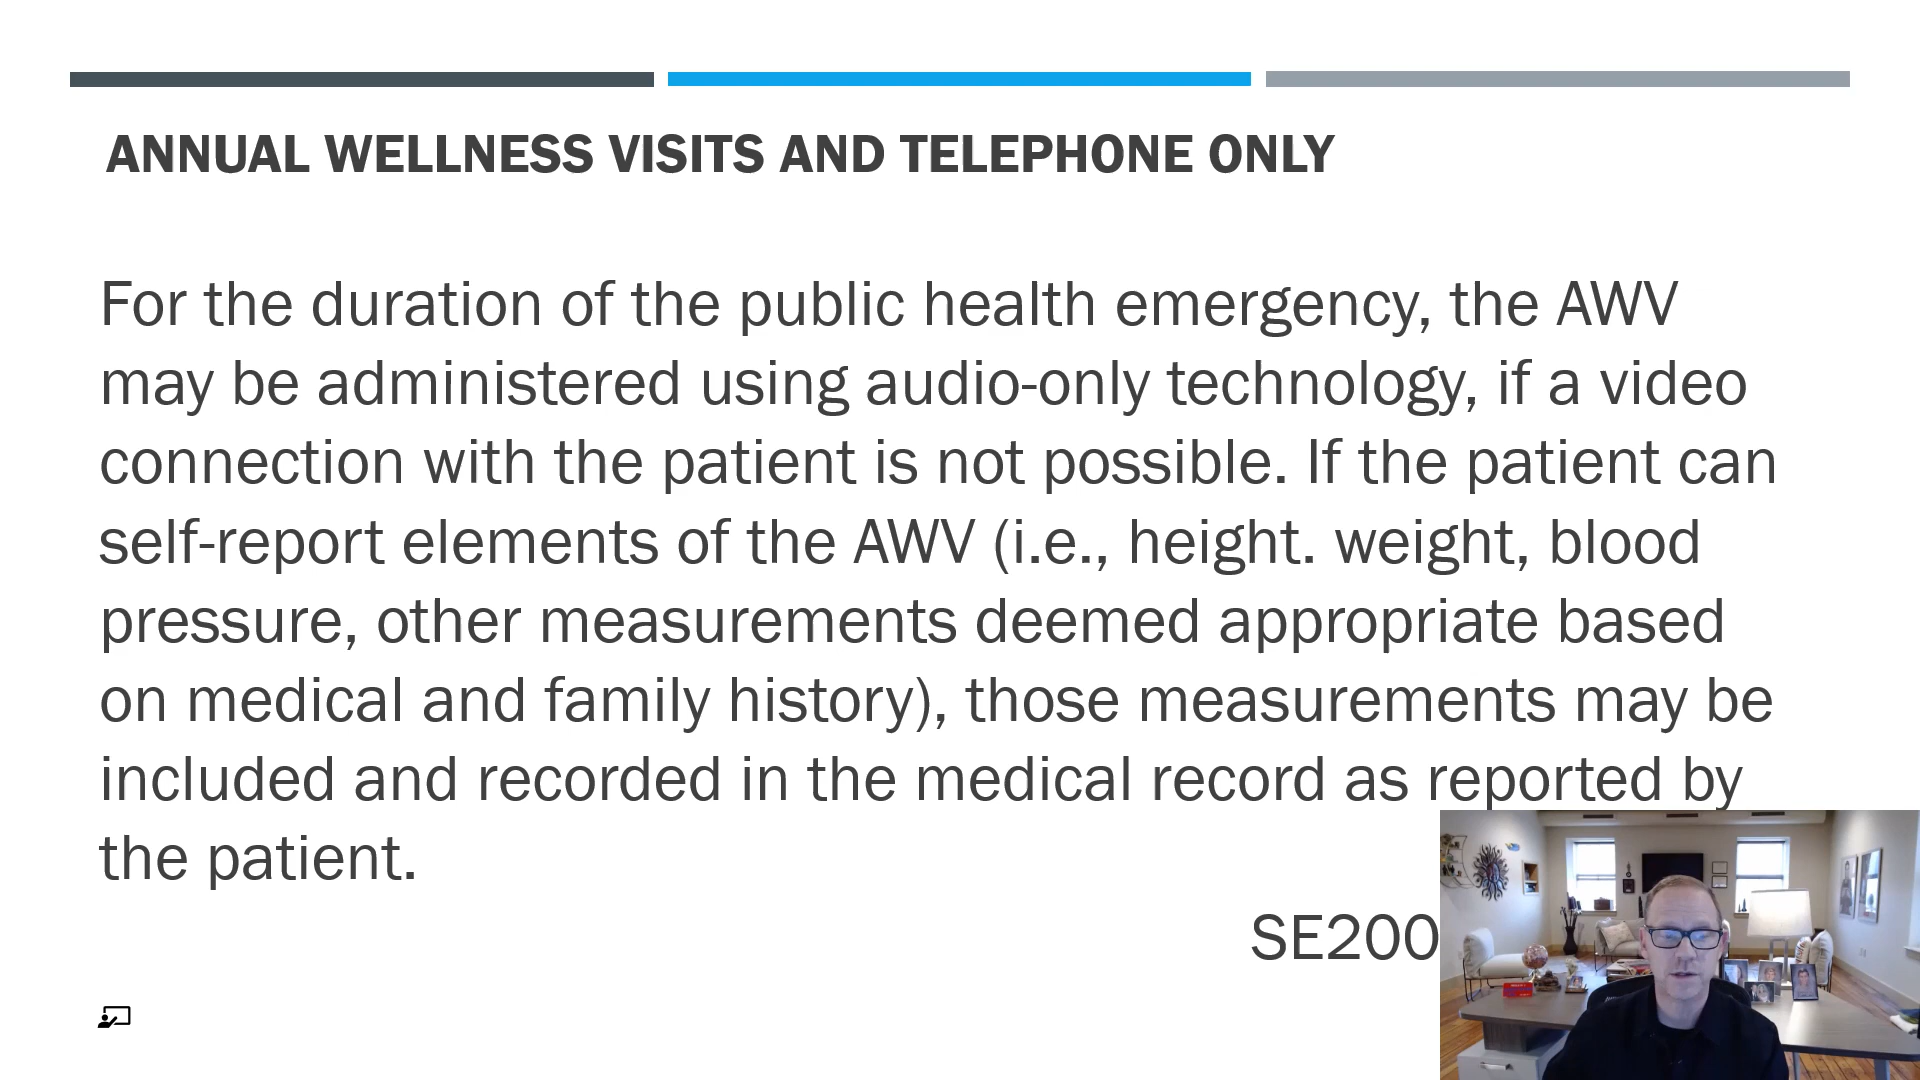 ANNUAL WELLNESS VISITS AND TELEPHONE ONLY
For the duration of the public health emergency, the AWV
may be administered using audio-only technology, if a video
connection with the patient is not possible. If the patient can
self-report elements of the AWV (i.e., height. weight, blood
pressure, other measurements deemed appropriate based
on medical and family history), those measurements may be
included and recorded in the medical record as reported by
the patient.
SE200